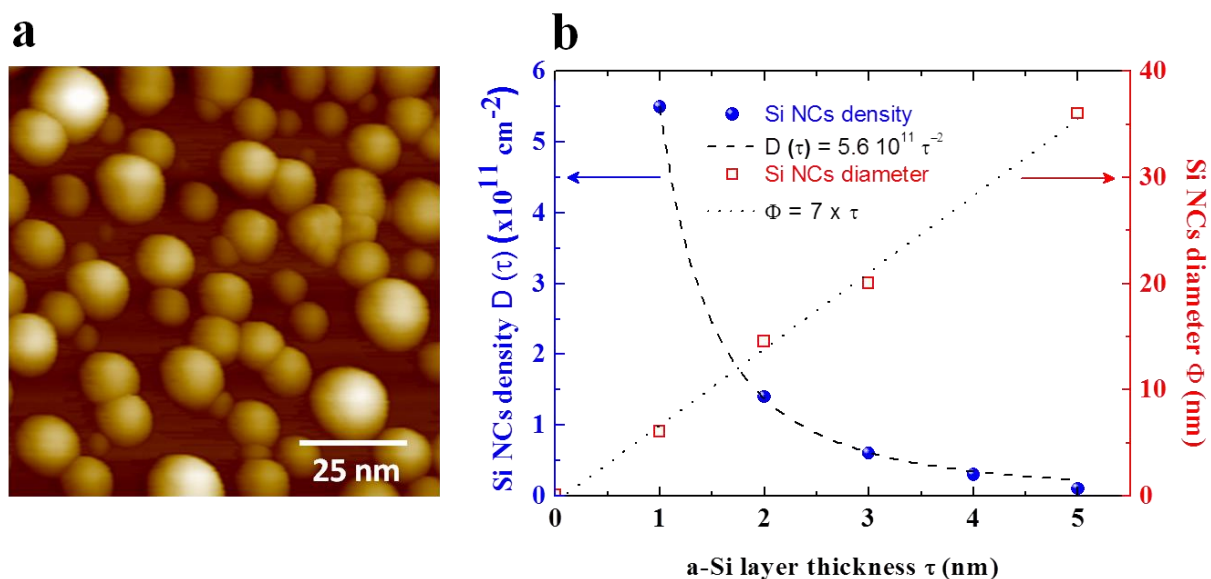 a
25 nm
b
Si NCs density D (τ) (x10¹¹ cm⁻²)
6
5
4
3
2
1
0
Si NCs density
D (τ) = 5.6 10¹¹ τ⁻²
Si NCs diameter
Φ = 7 x τ
40
30
20
10
0
Si NCs diameter Φ (nm)
0 1 2 3 4 5
a-Si layer thickness τ (nm)